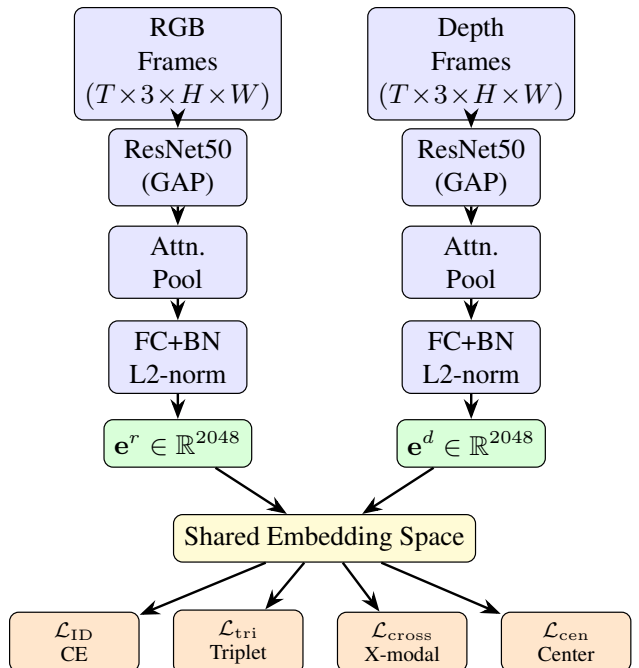 RGB
Frames
(T×3×H×W)
Depth
Frames
(T×3×H×W)
ResNet50
(GAP)
ResNet50
(GAP)
Attn.
Pool
Attn.
Pool
FC+BN
L2-norm
FC+BN
L2-norm
e^r ∈ ℝ^2048
e^d ∈ ℝ^2048
Shared Embedding Space
ℒ_ID
CE
ℒ_tri
Triplet
ℒ_cross
X-modal
ℒ_cen
Center